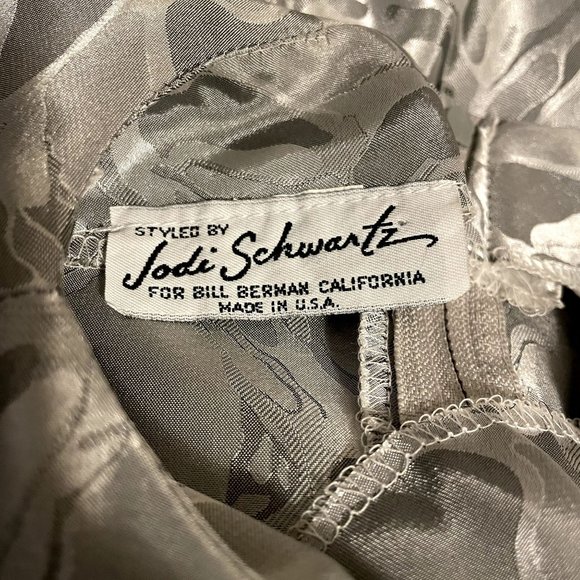 STYLED BY
Jodi Schwartz
FOR BILL BERMAN CALIFORNIA
MADE IN U.S.A.